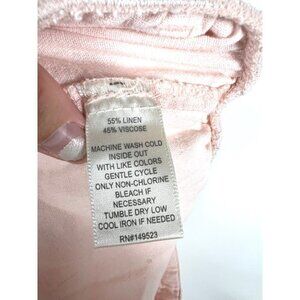 55% LINEN
45% VISCOSE
MACHINE WASH COLD
INSIDE OUT
WITH LIKE COLORS
GENTLE CYCLE
ONLY NON-CHLORINE
BLEACH IF
NECESSARY
TUMBLE DRY LOW
COOL IRON IF NEEDED
RN#149523